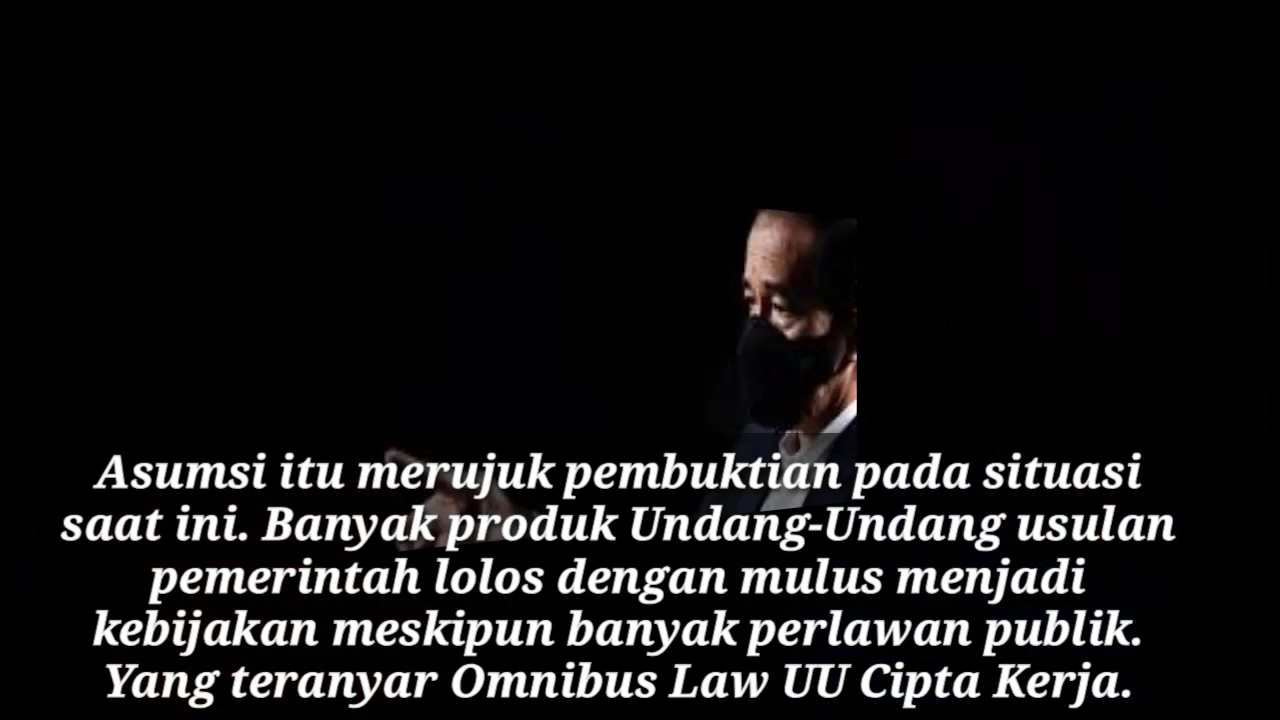 Asumsi itu merujuk pembuktian pada situasi
saat ini. Banyak produk Undang-Undang usulan
pemerintah lolos dengan mulus menjadi
kebijakan meskipun banyak perlawan publik.
Yang teranyar Omnibus Law UU Cipta Kerja.